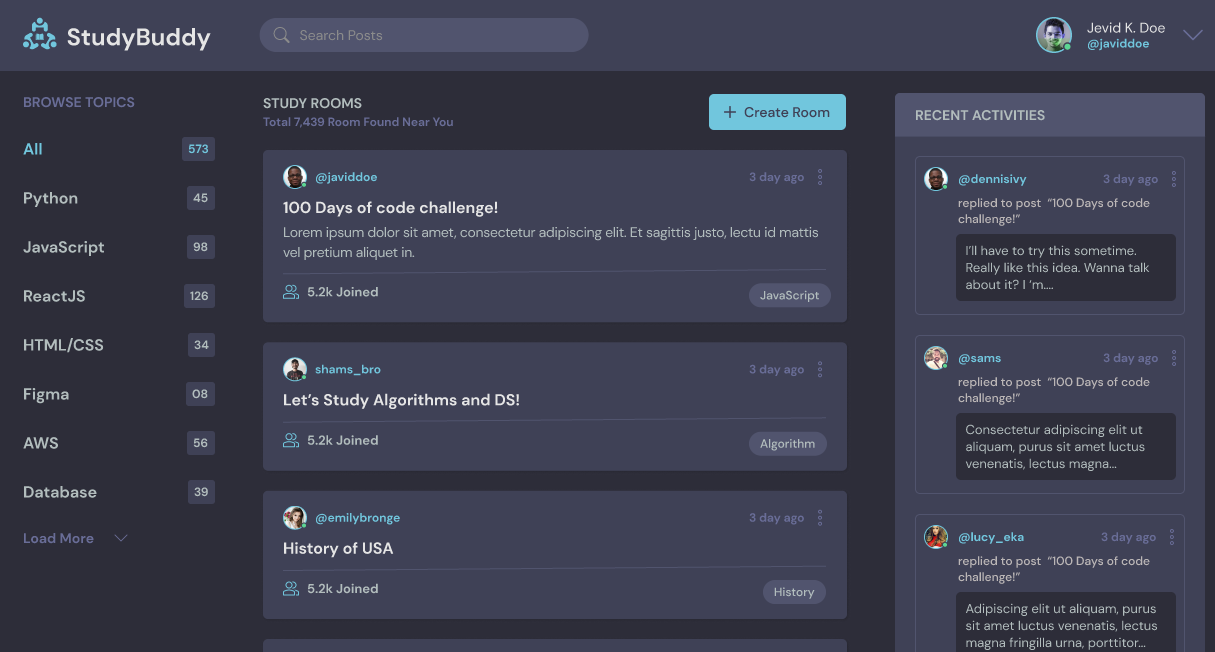 StudyBuddy
Search Posts
Jevid K. Doe
@javiddoe
BROWSE TOPICS
All
573
Python
45
JavaScript
98
ReactJS
126
HTML/CSS
34
Figma
08
AWS
56
Database
39
Load More
STUDY ROOMS
Total 7,439 Room Found Near You
+ Create Room
@javiddoe
3 day ago
100 Days of code challenge!
Lorem ipsum dolor sit amet, consectetur adipiscing elit. Et sagittis justo, lectu id mattis
vel pretium aliquet in.
5.2k Joined
JavaScript
shams_bro
3 day ago
Let’s Study Algorithms and DS!
5.2k Joined
Algorithm
@emilybronge
3 day ago
History of USA
5.2k Joined
History
RECENT ACTIVITIES
@dennisivy
3 day ago
replied to post “100 Days of code
challenge!”
I’ll have to try this sometime.
Really like this idea. Wanna talk
about it? I ‘m....
@sams
3 day ago
replied to post “100 Days of code
challenge!”
Consectetur adipiscing elit ut
aliquam, purus sit amet luctus
venenatis, lectus magna...
@lucy_eka
3 day ago
replied to post “100 Days of code
challenge!”
Adipiscing elit ut aliquam, purus
sit amet luctus venenatis, lectus
magna fringilla urna, porttitor...